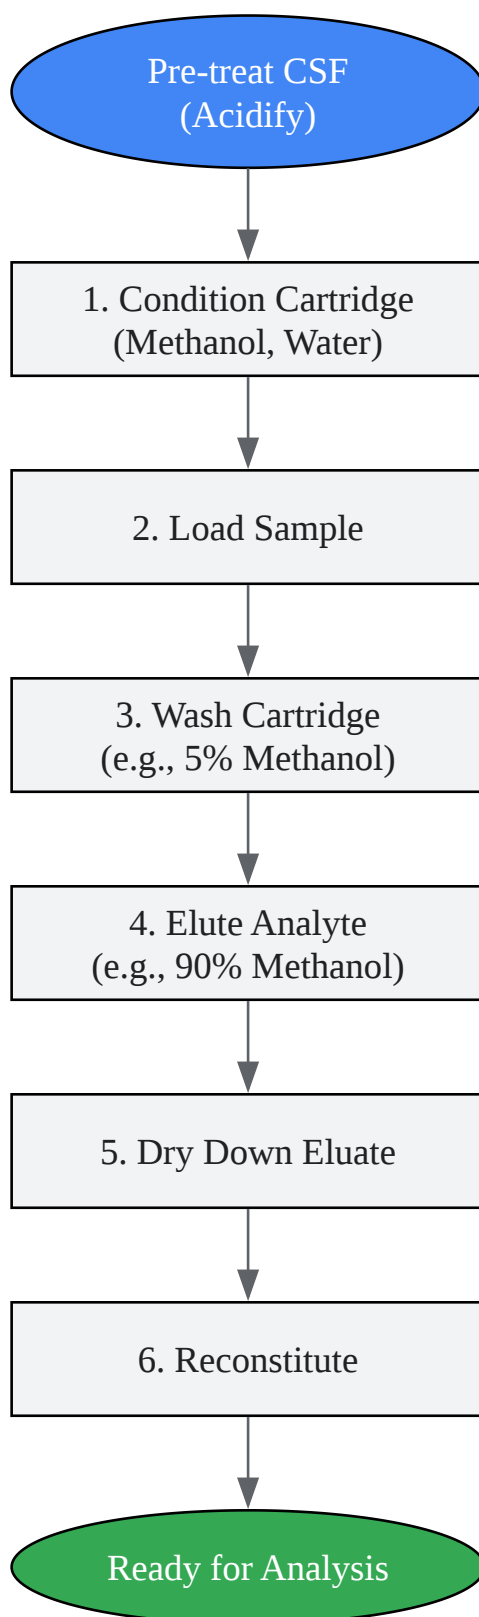 Pre-treat CSF
(Acidify)
1. Condition Cartridge
(Methanol, Water)
2. Load Sample
3. Wash Cartridge
(e.g., 5% Methanol)
4. Elute Analyte
(e.g., 90% Methanol)
5. Dry Down Eluate
6. Reconstitute
Ready for Analysis